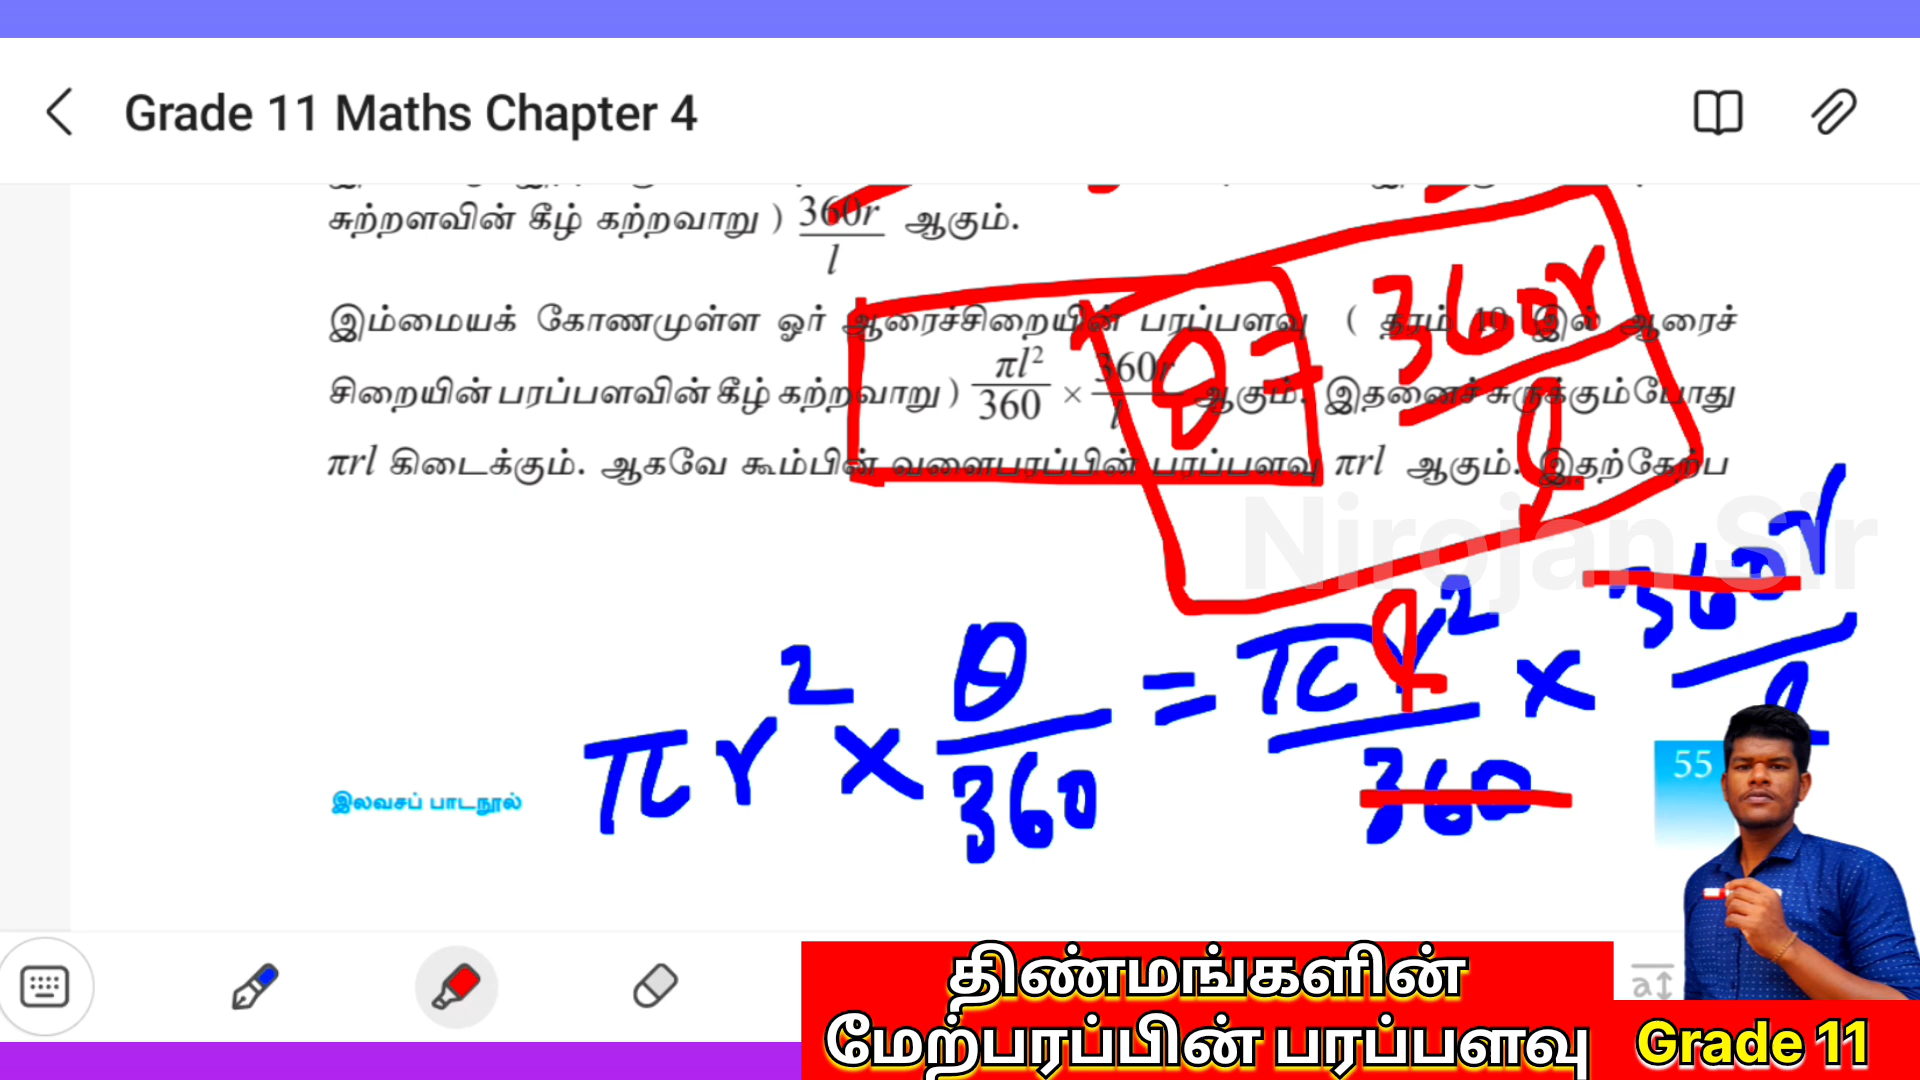 Grade 11 Maths Chapter 4
சுற்றளவின் கீழ் கற்றவாறு ) 360r/l ஆகும்.
இம்மையக் கோணமுள்ள ஓர் ஆரைச்சிறையின் பரப்பளவு ( தரம் 10 இல் ஆரைச்
சிறையின் பரப்பளவின் கீழ் கற்றவாறு ) πl²/360 × 360r/l ஆகும். இதனைச் சுருக்கும்போது
πrl கிடைக்கும். ஆகவே கூம்பின் வளைபரப்பின் பரப்பளவு πrl ஆகும். இதற்கேற்ப
θ = 360r/l
Nirojan Sir
πr² × θ/360 = πl²/360 × 360r/l
இலவசப் பாடநூல்
55
திண்மங்களின்
மேற்பரப்பின் பரப்பளவு
Grade 11